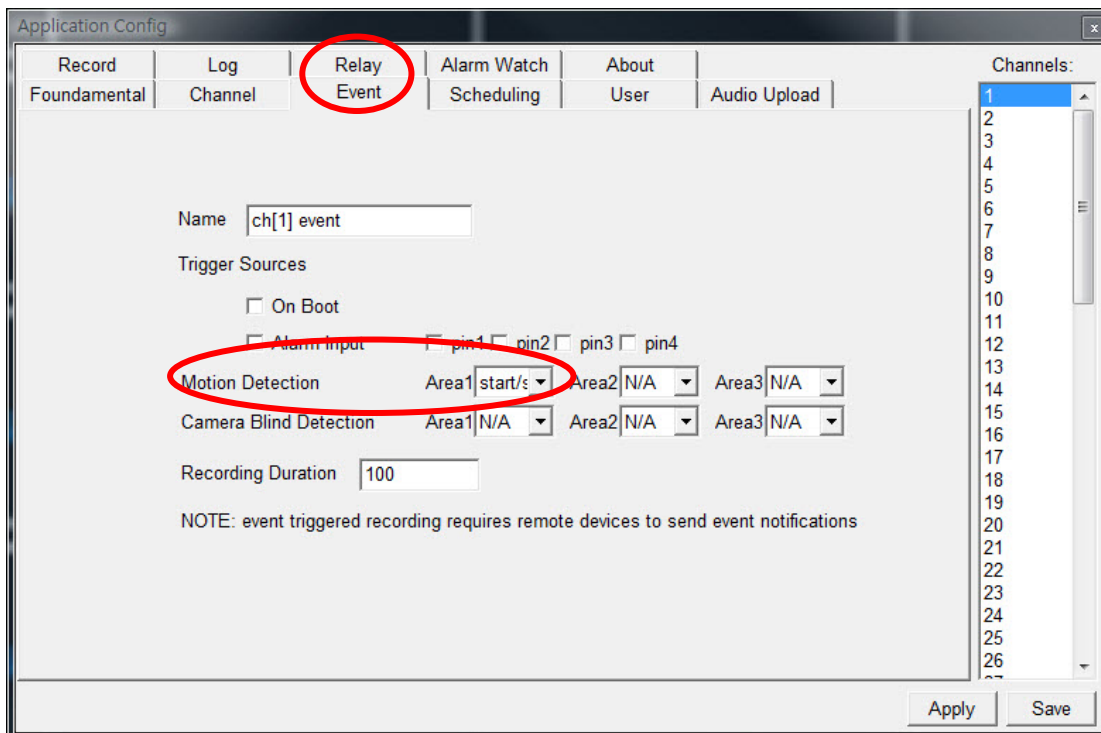 Application Config
x
Record Log Relay Alarm Watch About
Channels:
Foundamental Channel Event Scheduling User Audio Upload
1
2
3
4
5
6
7
8
9
10
11
12
13
14
15
16
17
18
19
20
21
22
23
24
25
26
Name ch[1] event
Trigger Sources
On Boot
Alarm Input pin1 pin2 pin3 pin4
Motion Detection Area1 start/s Area2 N/A Area3 N/A
Camera Blind Detection Area1 N/A Area2 N/A Area3 N/A
Recording Duration 100
NOTE: event triggered recording requires remote devices to send event notifications
Apply Save